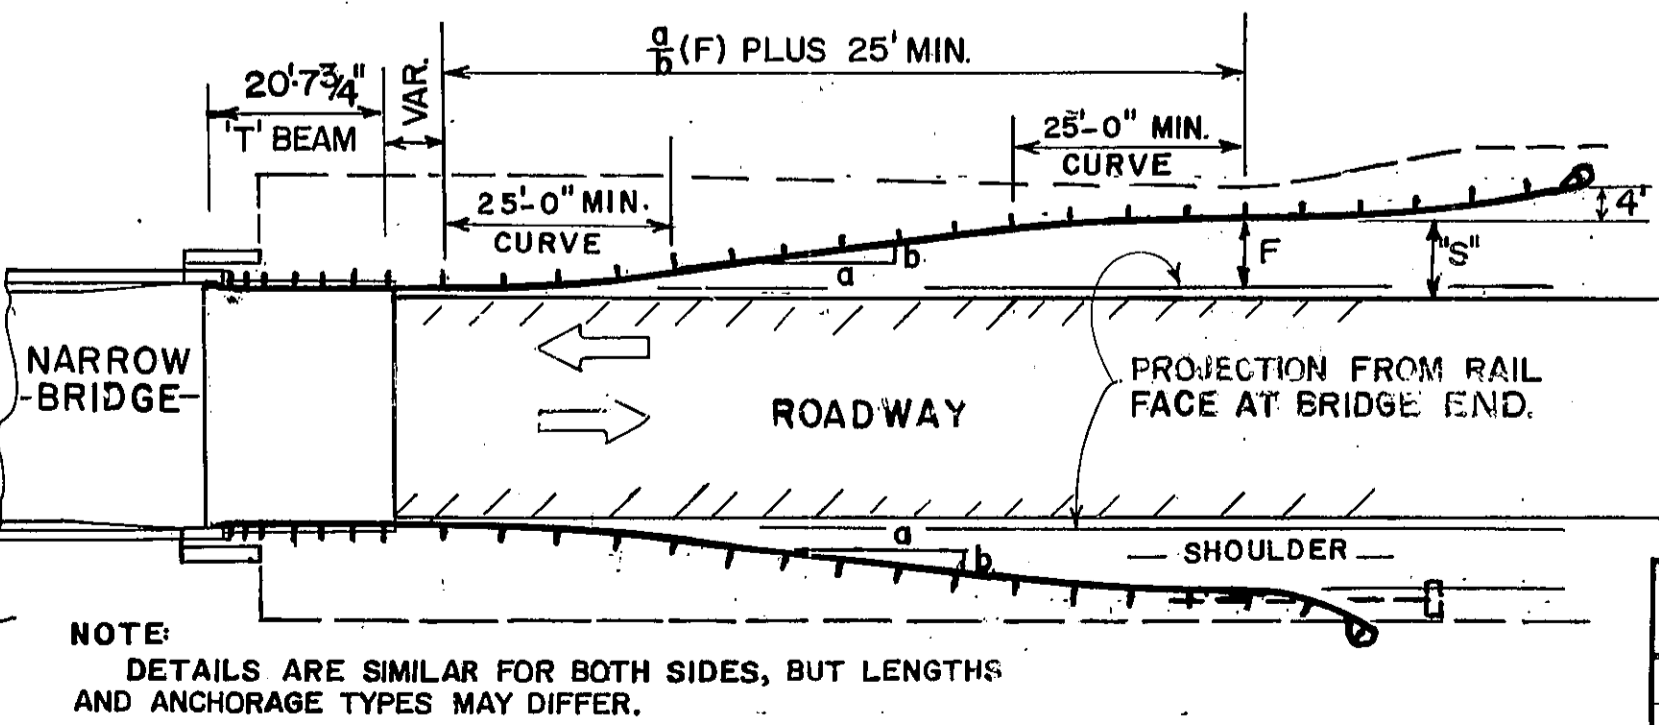 a/b (F) PLUS 25' MIN.
20'-7 3/4"
VAR.
'T' BEAM
25'-0" MIN.
CURVE
25'-0" MIN.
CURVE
4'
a
b
F
"S"
NARROW
-BRIDGE-
ROADWAY
PROJECTION FROM RAIL
FACE AT BRIDGE END.
a
b
— SHOULDER —
NOTE:
DETAILS ARE SIMILAR FOR BOTH SIDES, BUT LENGTHS
AND ANCHORAGE TYPES MAY DIFFER.